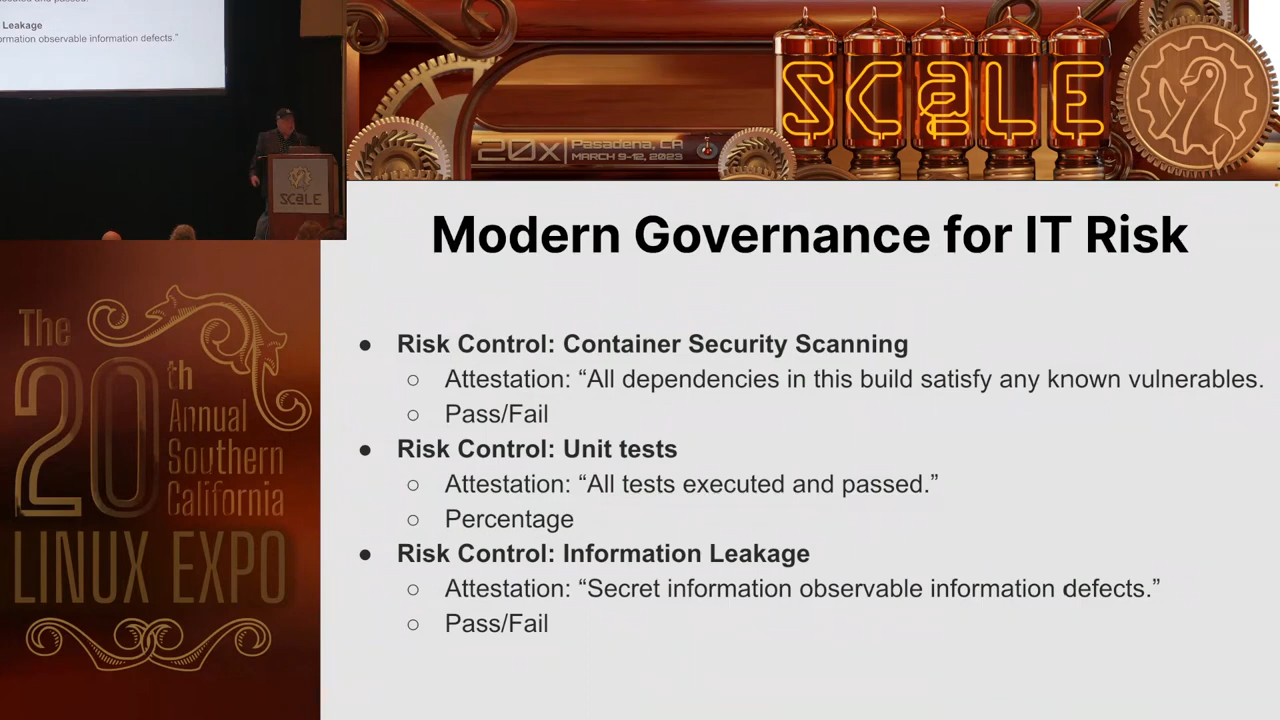 Leakage
ormation observable information defects.”
SCALE
20x
Pasadena, CA
MARCH 9-12, 2023
SCaLE
The
20th
Annual
Southern
California
LINUX EXPO
Modern Governance for IT Risk
● Risk Control: Container Security Scanning
○ Attestation: “All dependencies in this build satisfy any known vulnerables.
○ Pass/Fail
● Risk Control: Unit tests
○ Attestation: “All tests executed and passed.”
○ Percentage
● Risk Control: Information Leakage
○ Attestation: “Secret information observable information defects.”
○ Pass/Fail